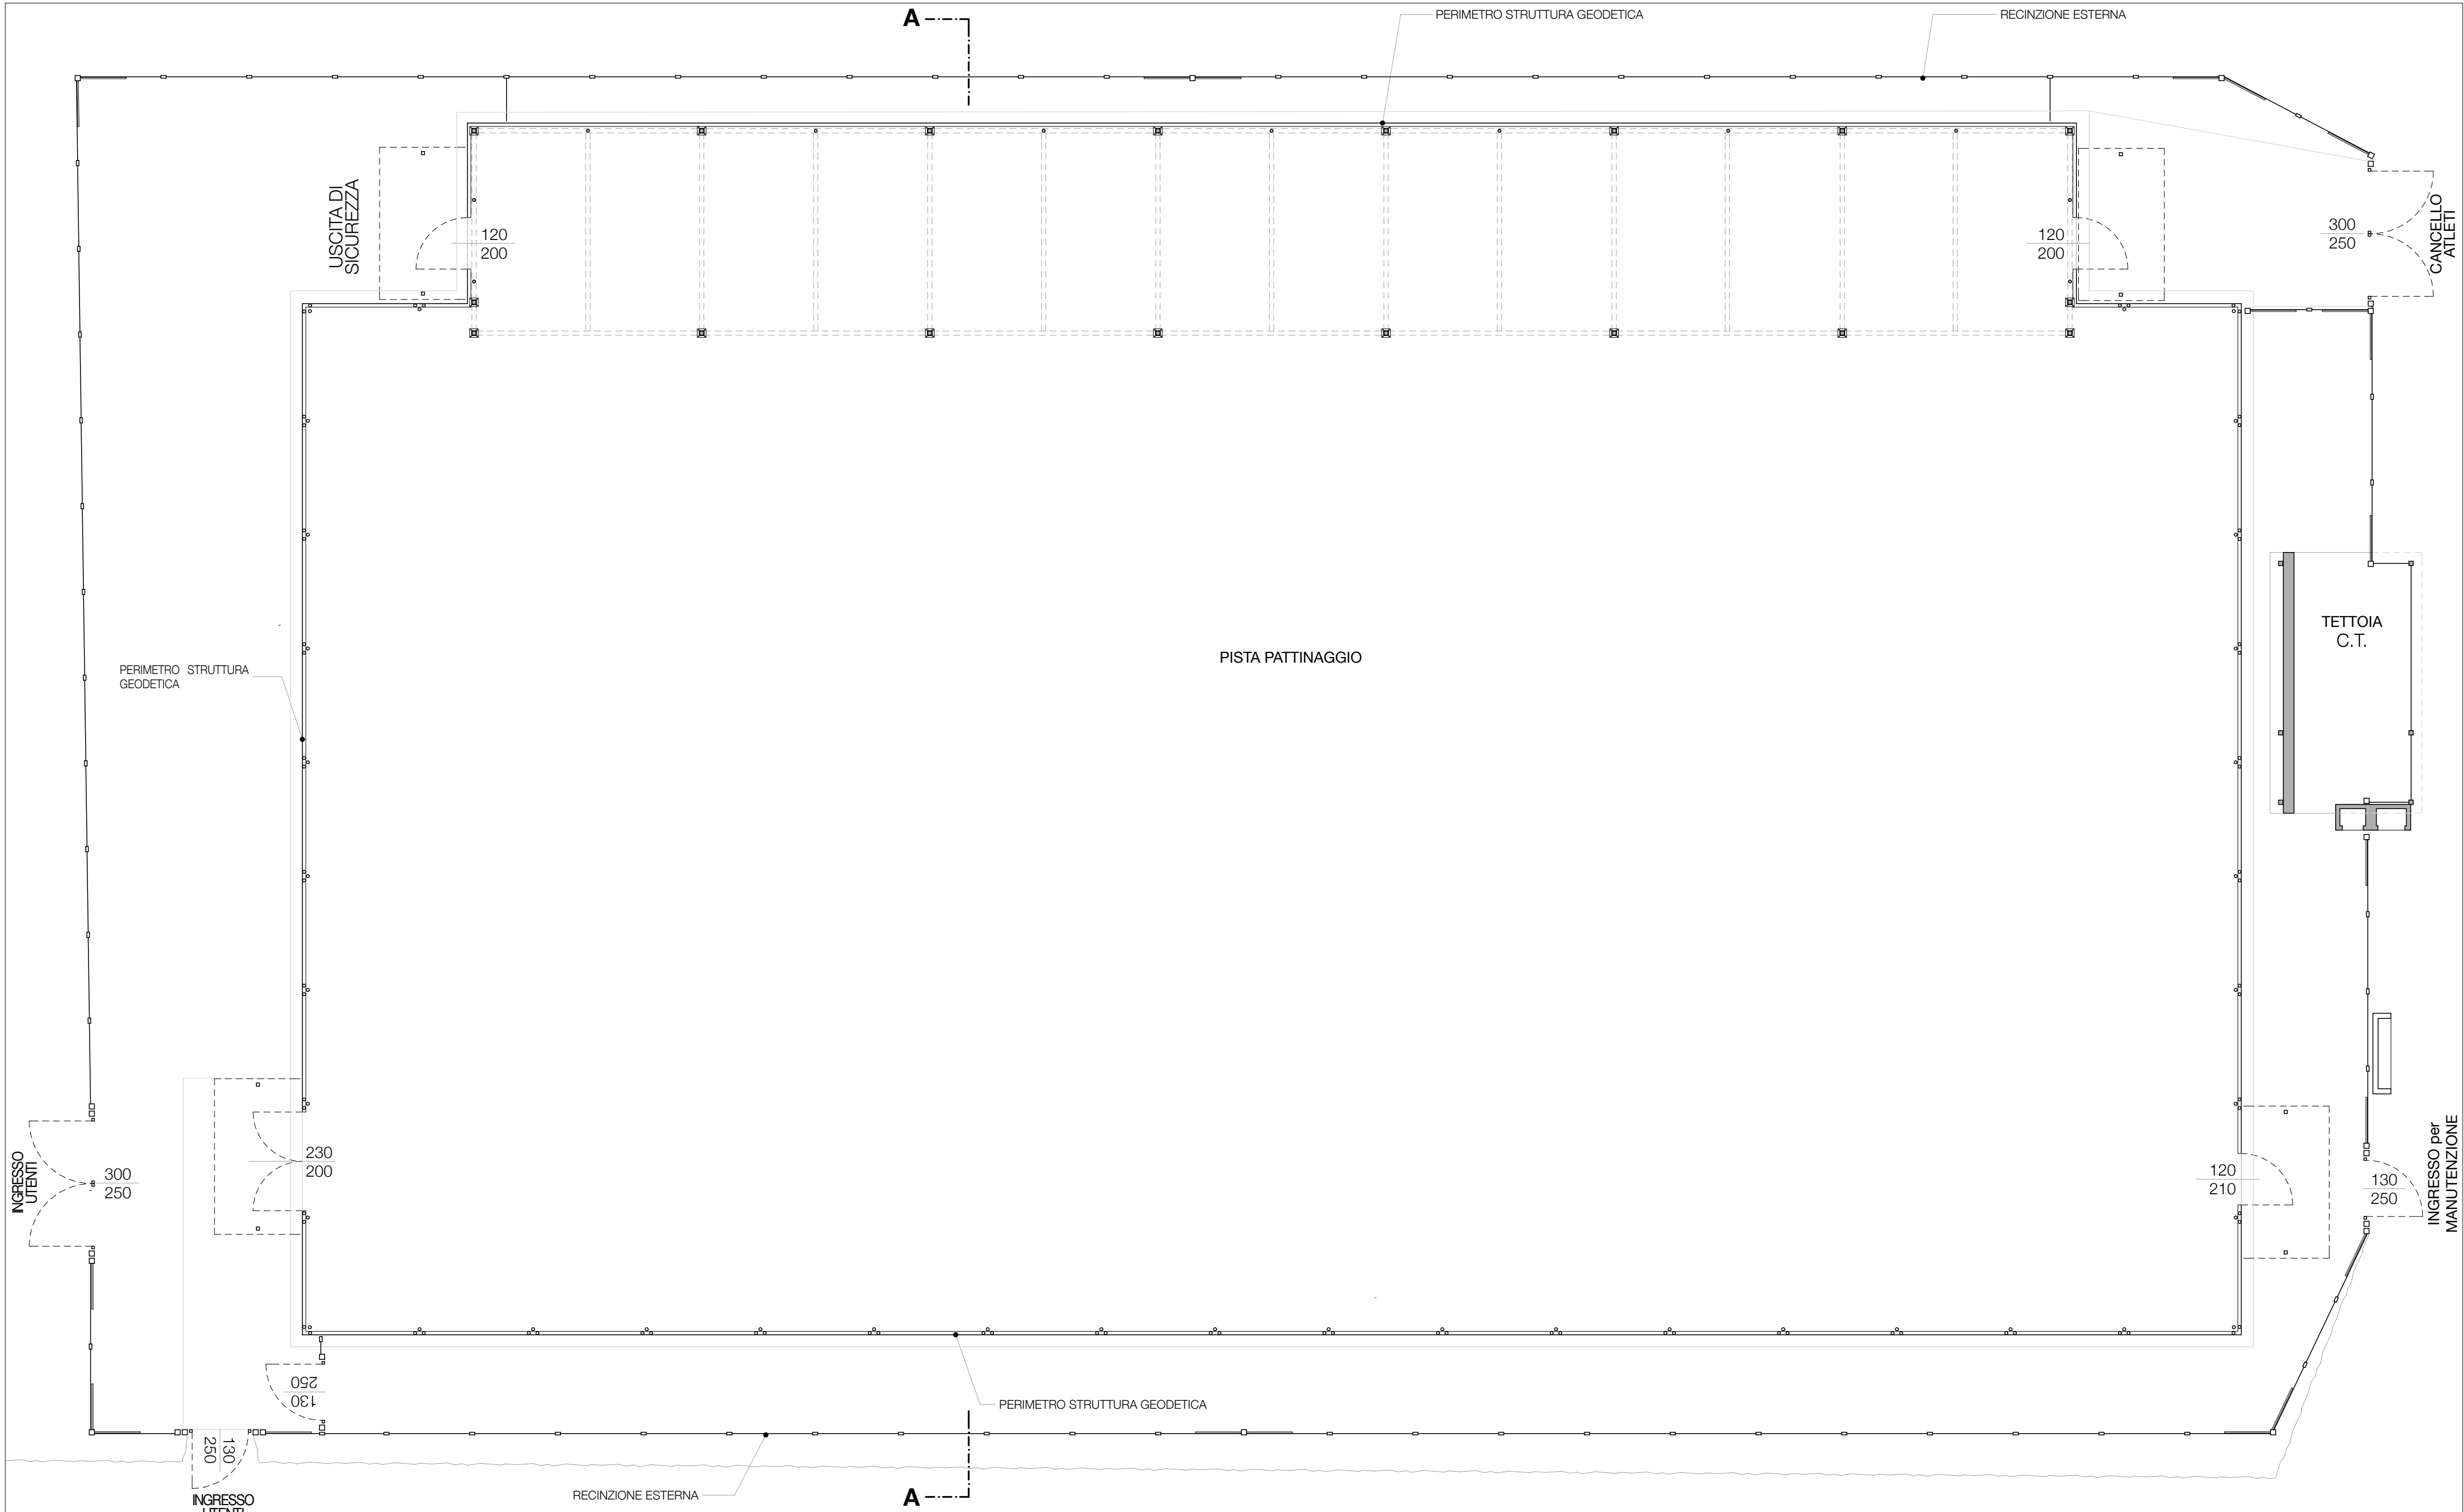 A
PERIMETRO STRUTTURA GEODETICA
RECINZIONE ESTERNA
USCITA DI
SICUREZZA
120
200
120
200
300
250
CANCELLO
ATLETI
TETTOIA
C.T.
PISTA PATTINAGGIO
PERIMETRO STRUTTURA
GEODETICA
INGRESSO
UTENTI
300
250
230
200
120
210
130
250
INGRESSO per
MANUTENZIONE
130
250
PERIMETRO STRUTTURA GEODETICA
130
250
INGRESSO
UTENTI
RECINZIONE ESTERNA
A